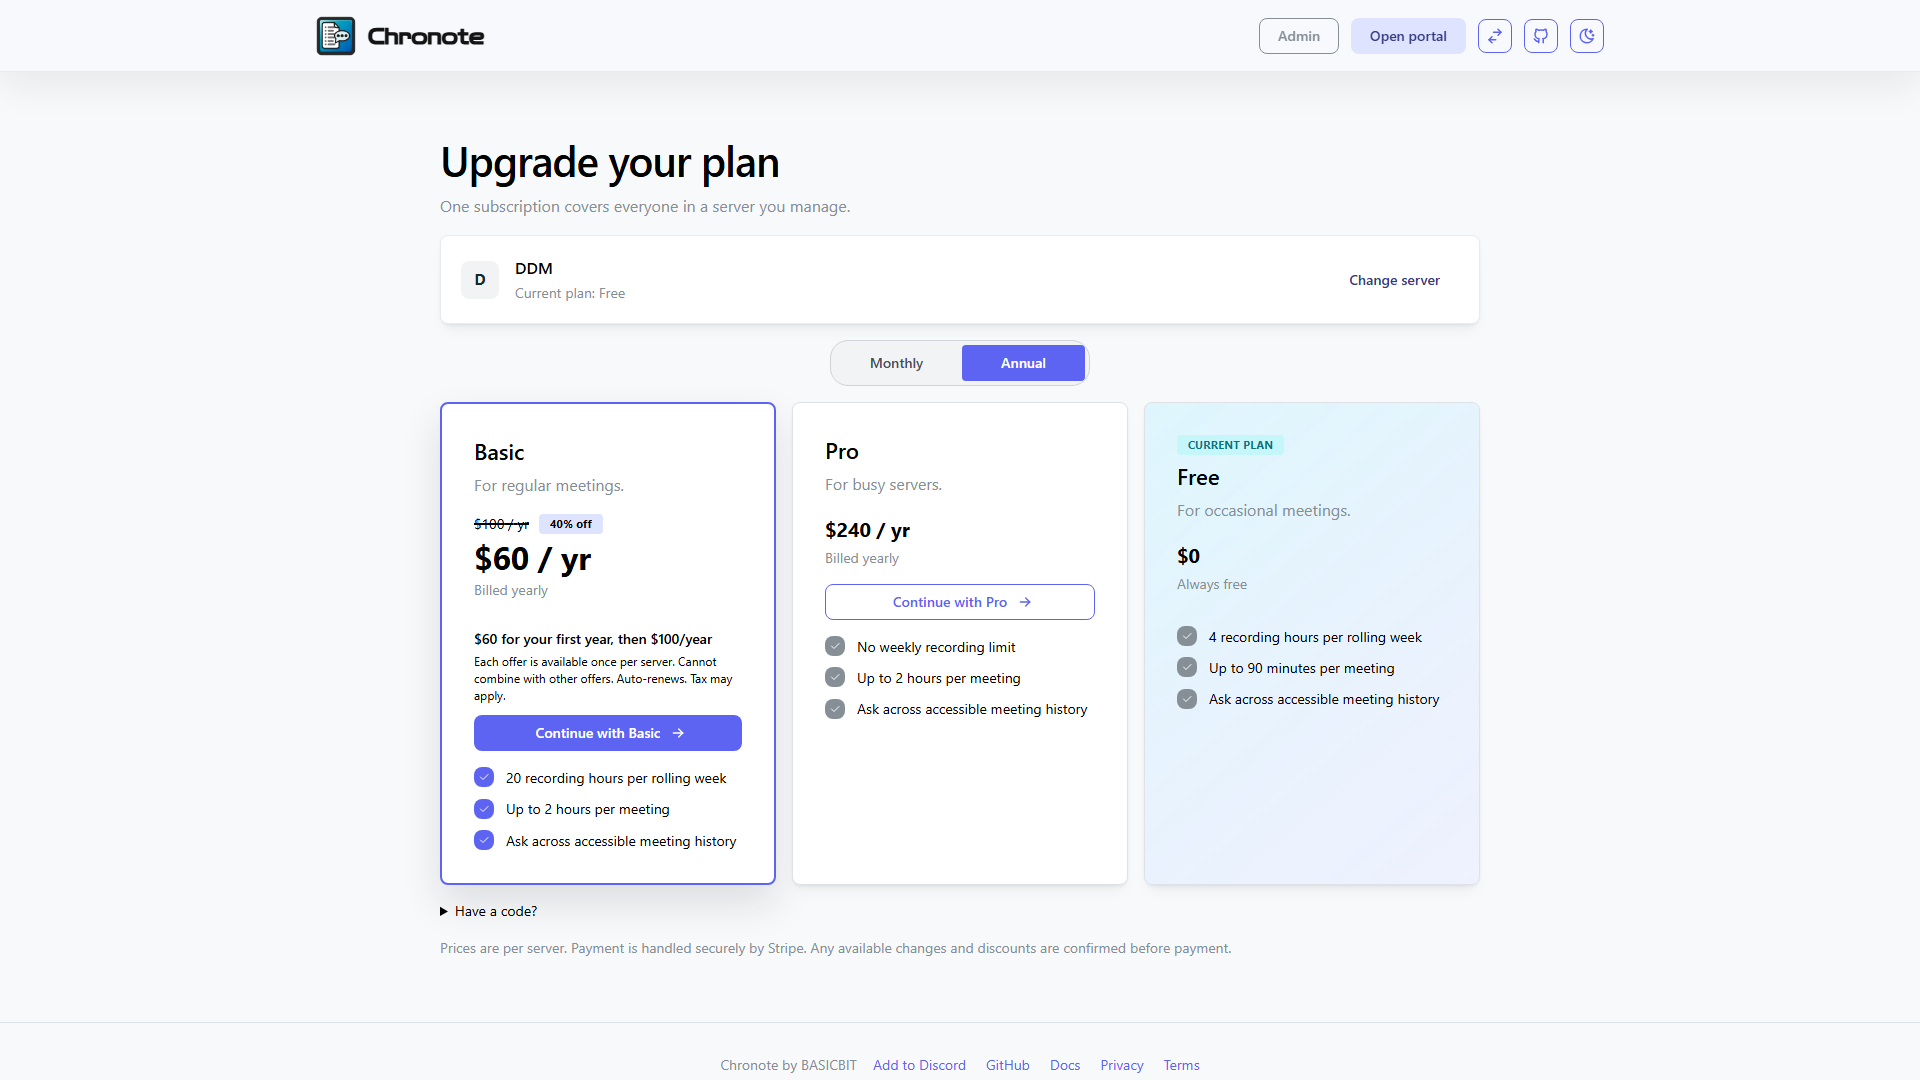 Chronote
Admin
Open portal
Upgrade your plan
One subscription covers everyone in a server you manage.
D
DDM
Current plan: Free
Change server
Monthly
Annual
Basic
For regular meetings.
$100 / yr
40% off
$60 / yr
Billed yearly
$60 for your first year, then $100/year
Each offer is available once per server. Cannot
combine with other offers. Auto-renews. Tax may
apply.
Continue with Basic →
20 recording hours per rolling week
Up to 2 hours per meeting
Ask across accessible meeting history
Pro
For busy servers.
$240 / yr
Billed yearly
Continue with Pro →
No weekly recording limit
Up to 2 hours per meeting
Ask across accessible meeting history
CURRENT PLAN
Free
For occasional meetings.
$0
Always free
4 recording hours per rolling week
Up to 90 minutes per meeting
Ask across accessible meeting history
Have a code?
Prices are per server. Payment is handled securely by Stripe. Any available changes and discounts are confirmed before payment.
Chronote by BASICBIT
Add to Discord
GitHub
Docs
Privacy
Terms